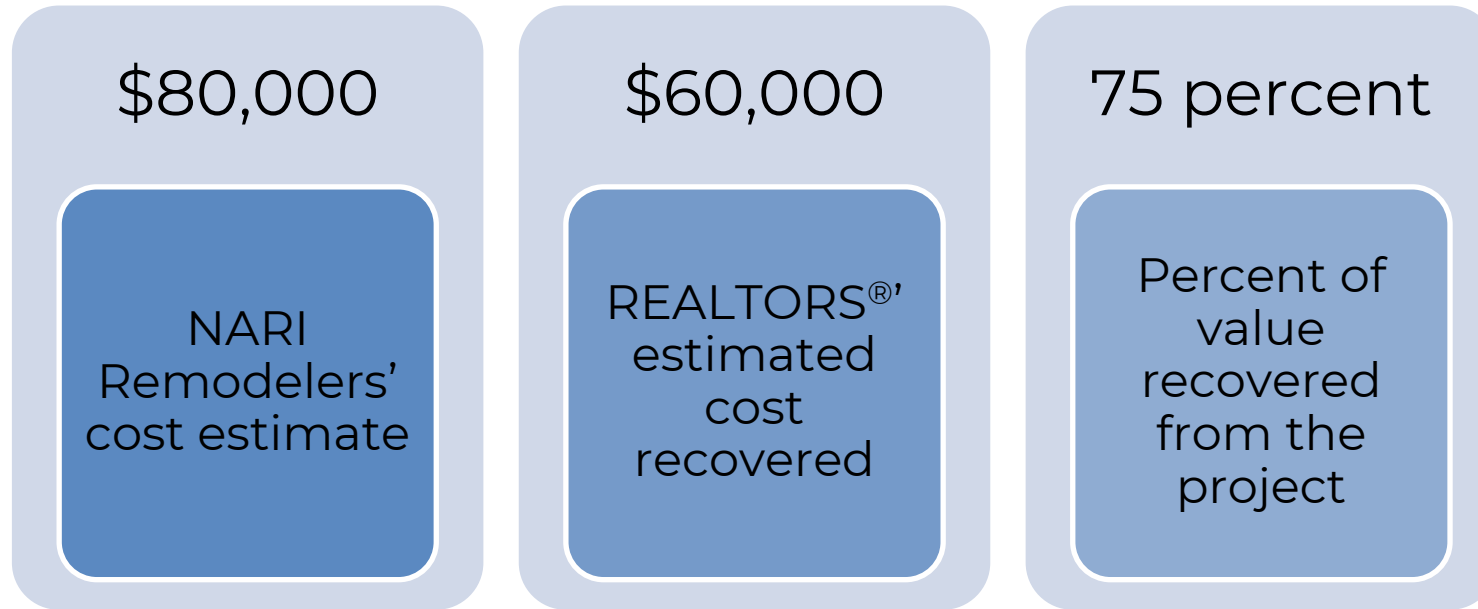 $80,000
NARI
Remodelers’
cost estimate
$60,000
REALTORS®’
estimated
cost
recovered
75 percent
Percent of
value
recovered
from the
project